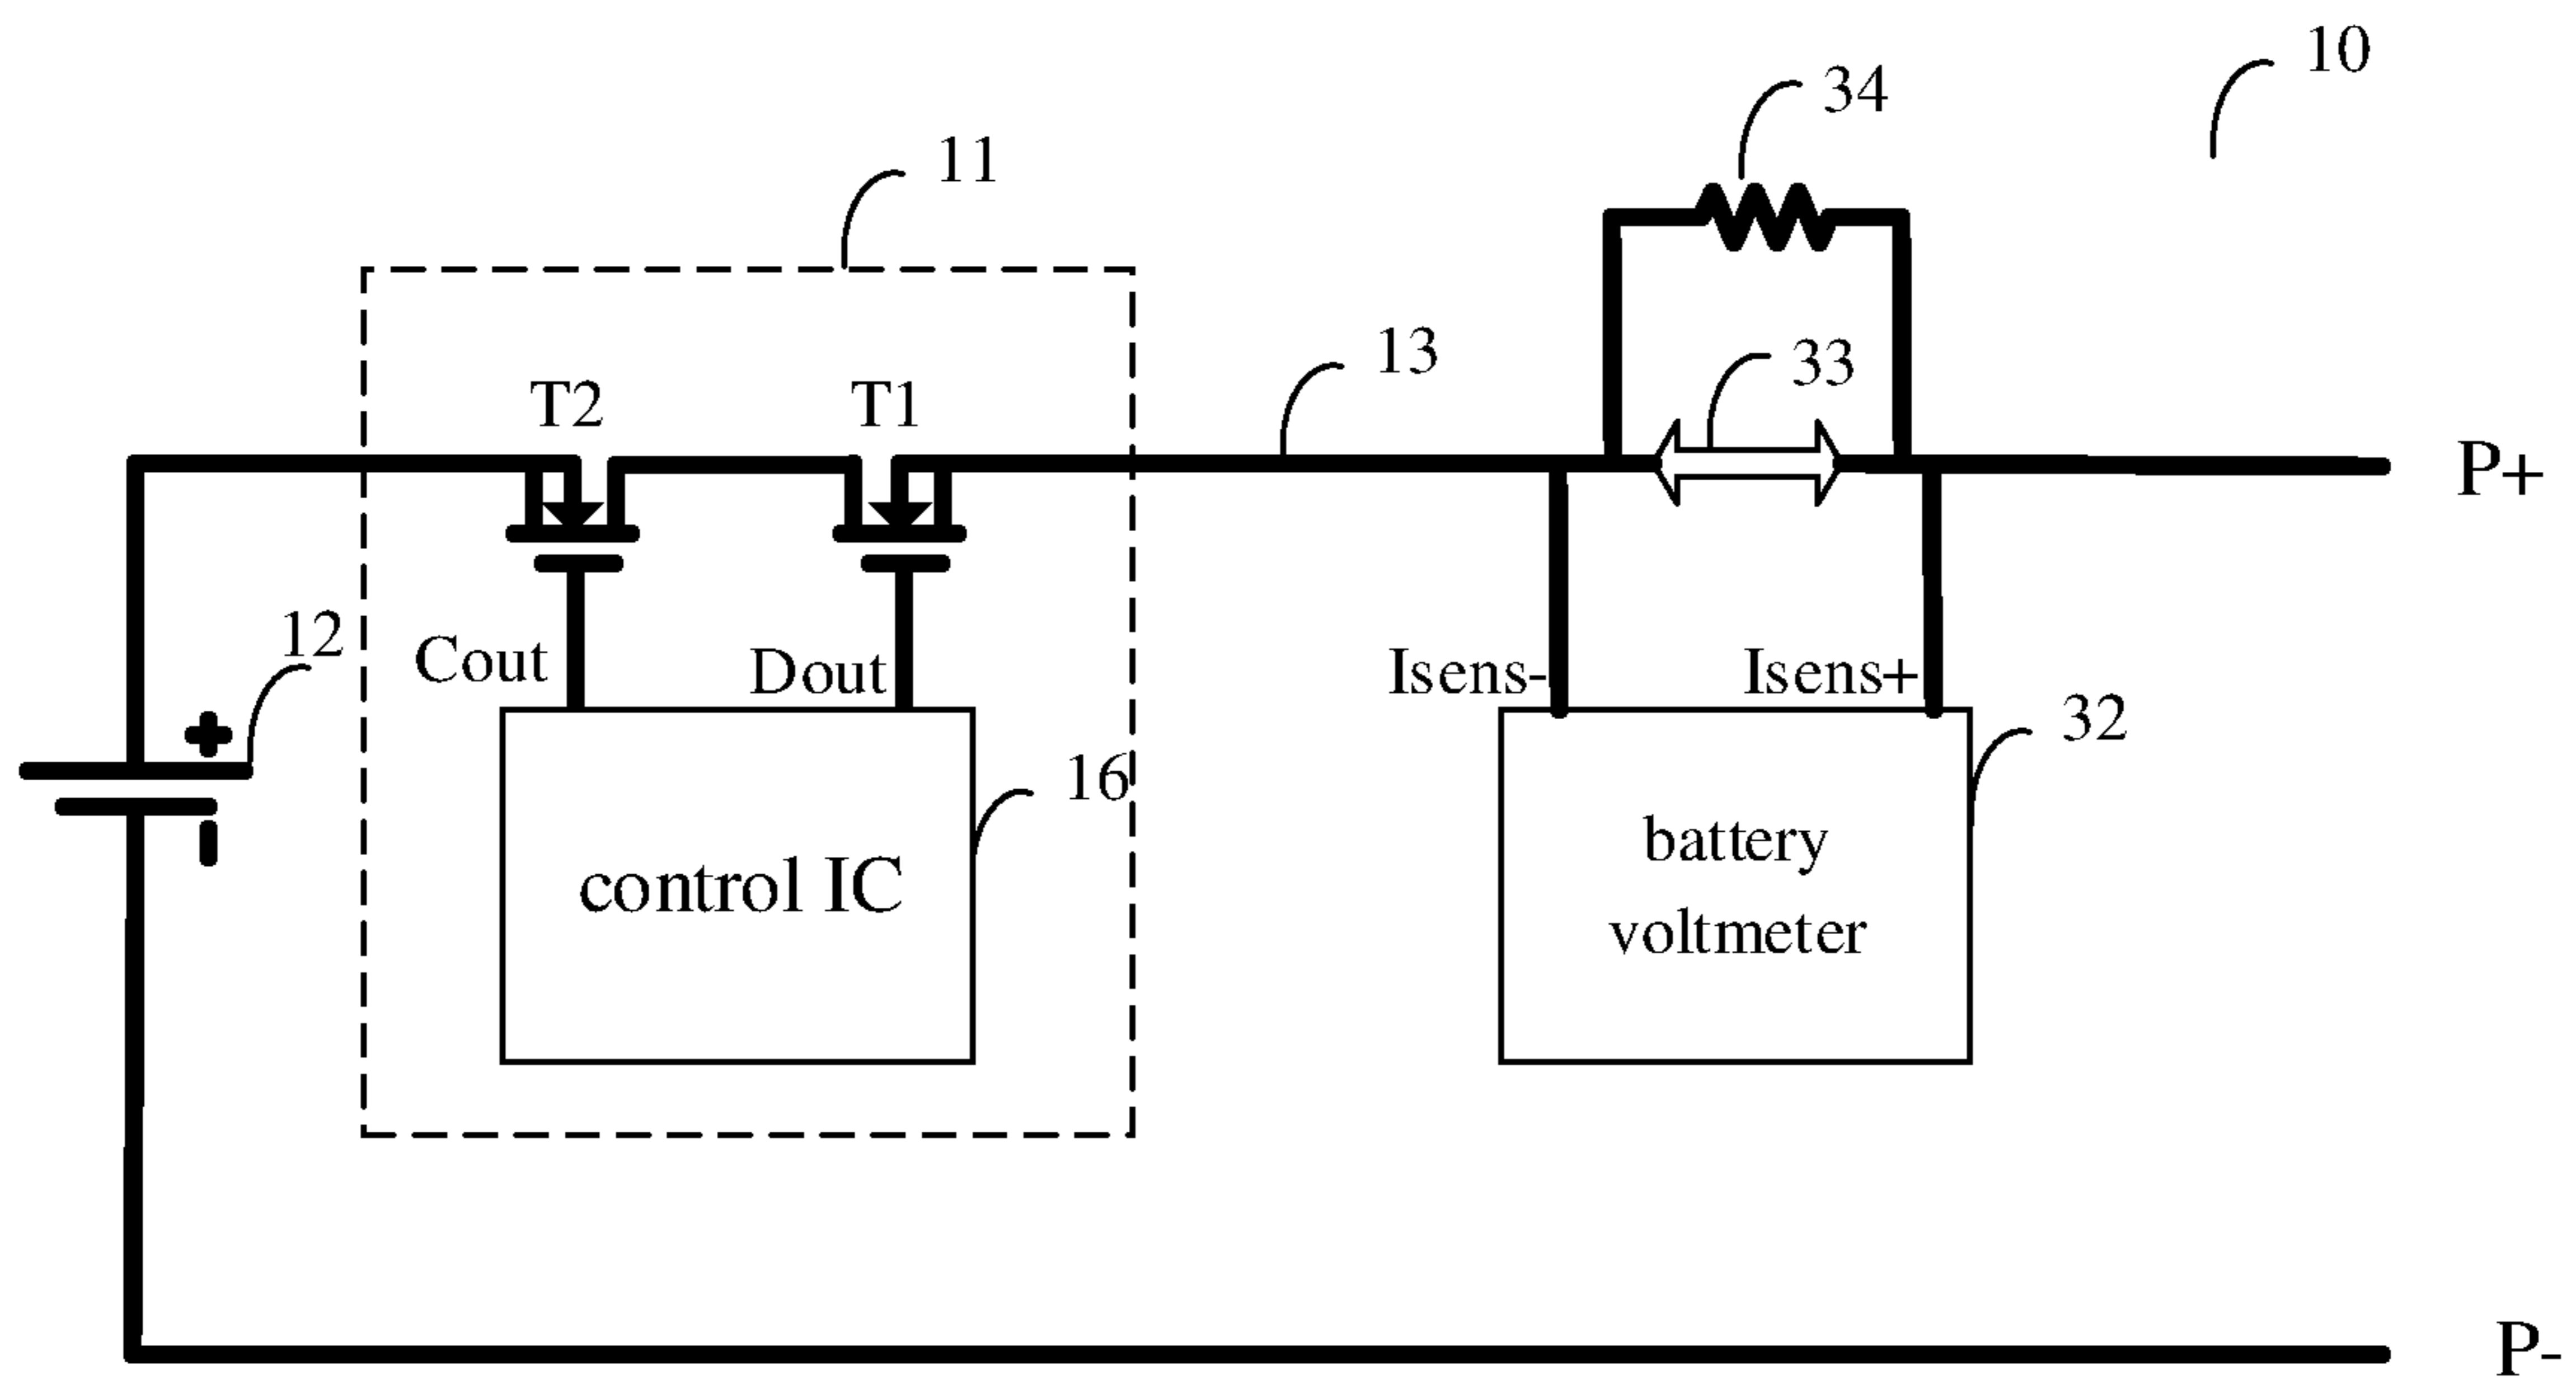 10
34
11
13
33
T2
T1
P+
12
Cout
Dout
Isens-
Isens+
32
16
control IC
battery
voltmeter
P-